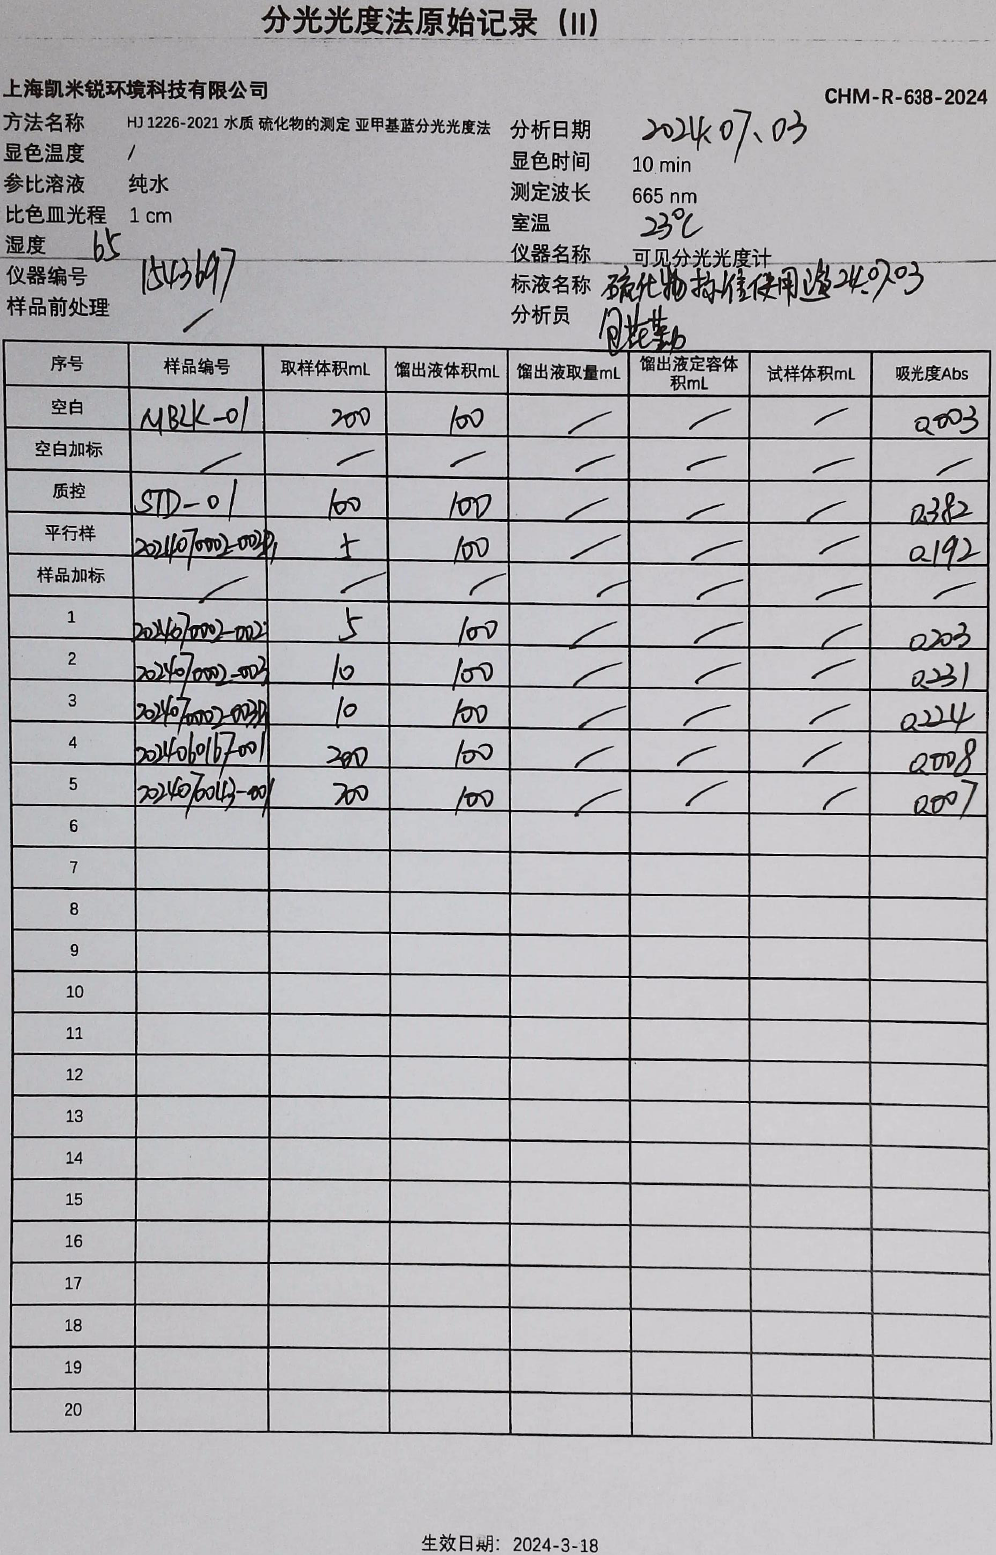 分光光度法原始记录（II）
上海凯米锐环境科技有限公司
CHM-R-638-2024
方法名称 HJ 1226-2021 水质 硫化物的测定 亚甲基蓝分光光度法 分析日期 2024.07.03
显色温度 / 显色时间 10 min
参比溶液 纯水 测定波长 665 nm
比色皿光程 1 cm 室温 23℃
湿度 65 仪器名称 可见分光光度计
仪器编号 1543697 标液名称 硫化物标准使用液24.07.03
样品前处理 / 分析员
序号 样品编号 取样体积mL 馏出液体积mL 馏出液取量mL 馏出液定容体积mL 试样体积mL 吸光度Abs
空白 MBLK-01 200 100 / / / 0.003
空白加标 / / / / / / /
质控 STD-01 100 100 / / / 0.382
平行样 5 100 / / / 0.192
样品加标 / / / / / / /
1 2024070002-002 5 100 / / / 0.203
2 2024070002-003 10 100 / / / 0.231
3 10 100 / / / 0.224
4 2024060167-001 200 100 / / / 0.008
5 200 100 / / / 0.007
6
7
8
9
10
11
12
13
14
15
16
17
18
19
20
生效日期：2024-3-18